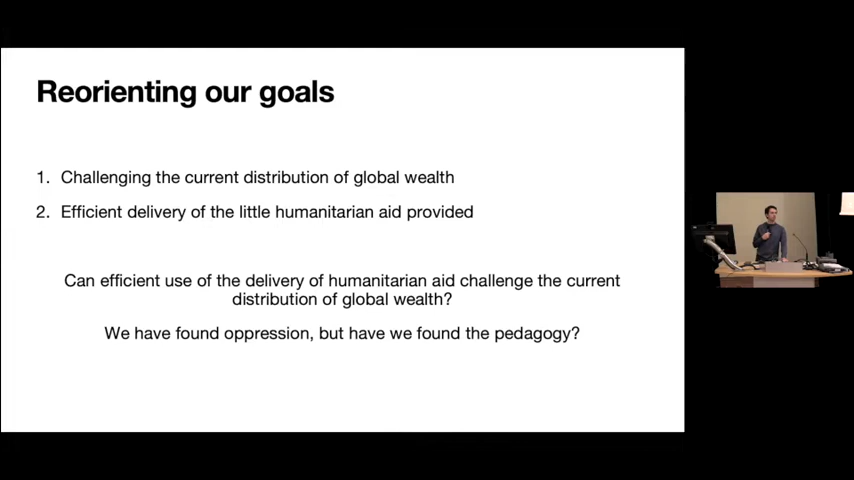 Reorienting our goals
1. Challenging the current distribution of global wealth
2. Efficient delivery of the little humanitarian aid provided
Can efficient use of the delivery of humanitarian aid challenge the current
distribution of global wealth?
We have found oppression, but have we found the pedagogy?